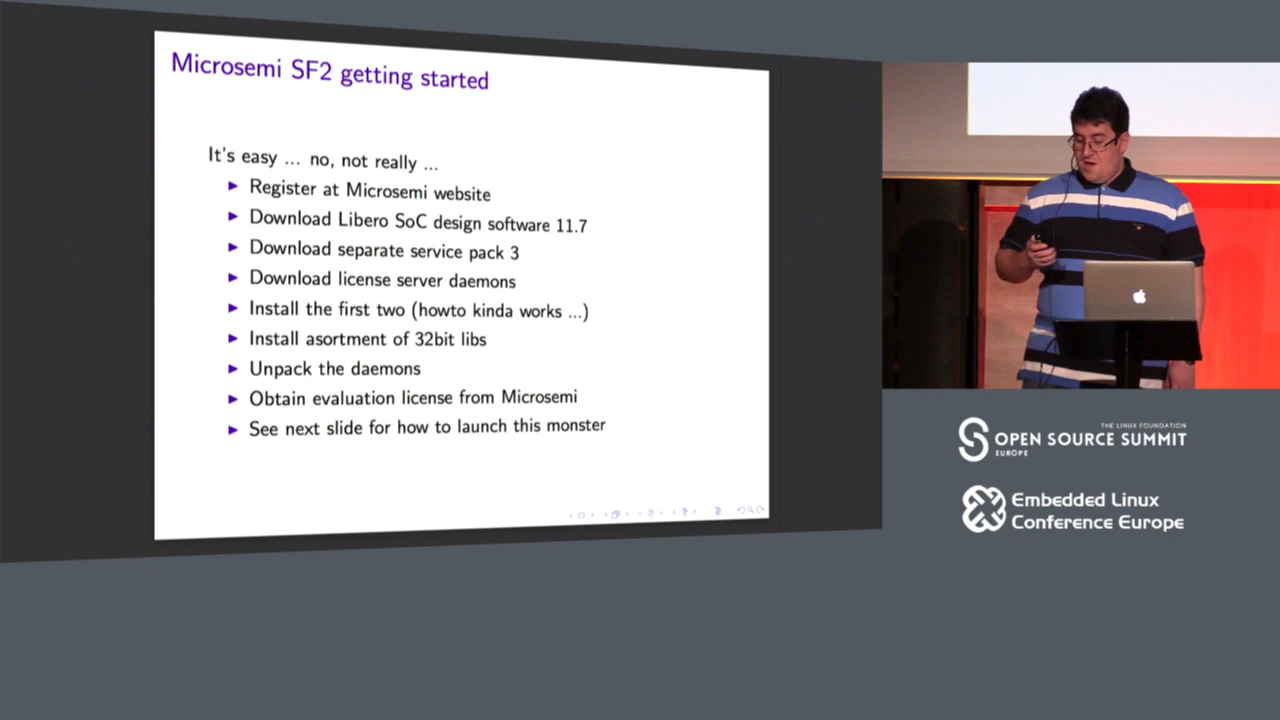 Microsemi SF2 getting started
It's easy ... no, not really ...
Register at Microsemi website
Download Libero SoC design software 11.7
Download separate service pack 3
Download license server daemons
Install the first two (howto kinda works ...)
Install asortment of 32bit libs
Unpack the daemons
Obtain evaluation license from Microsemi
See next slide for how to launch this monster
THE LINUX FOUNDATION
OPEN SOURCE SUMMIT
EUROPE
Embedded Linux
Conference Europe